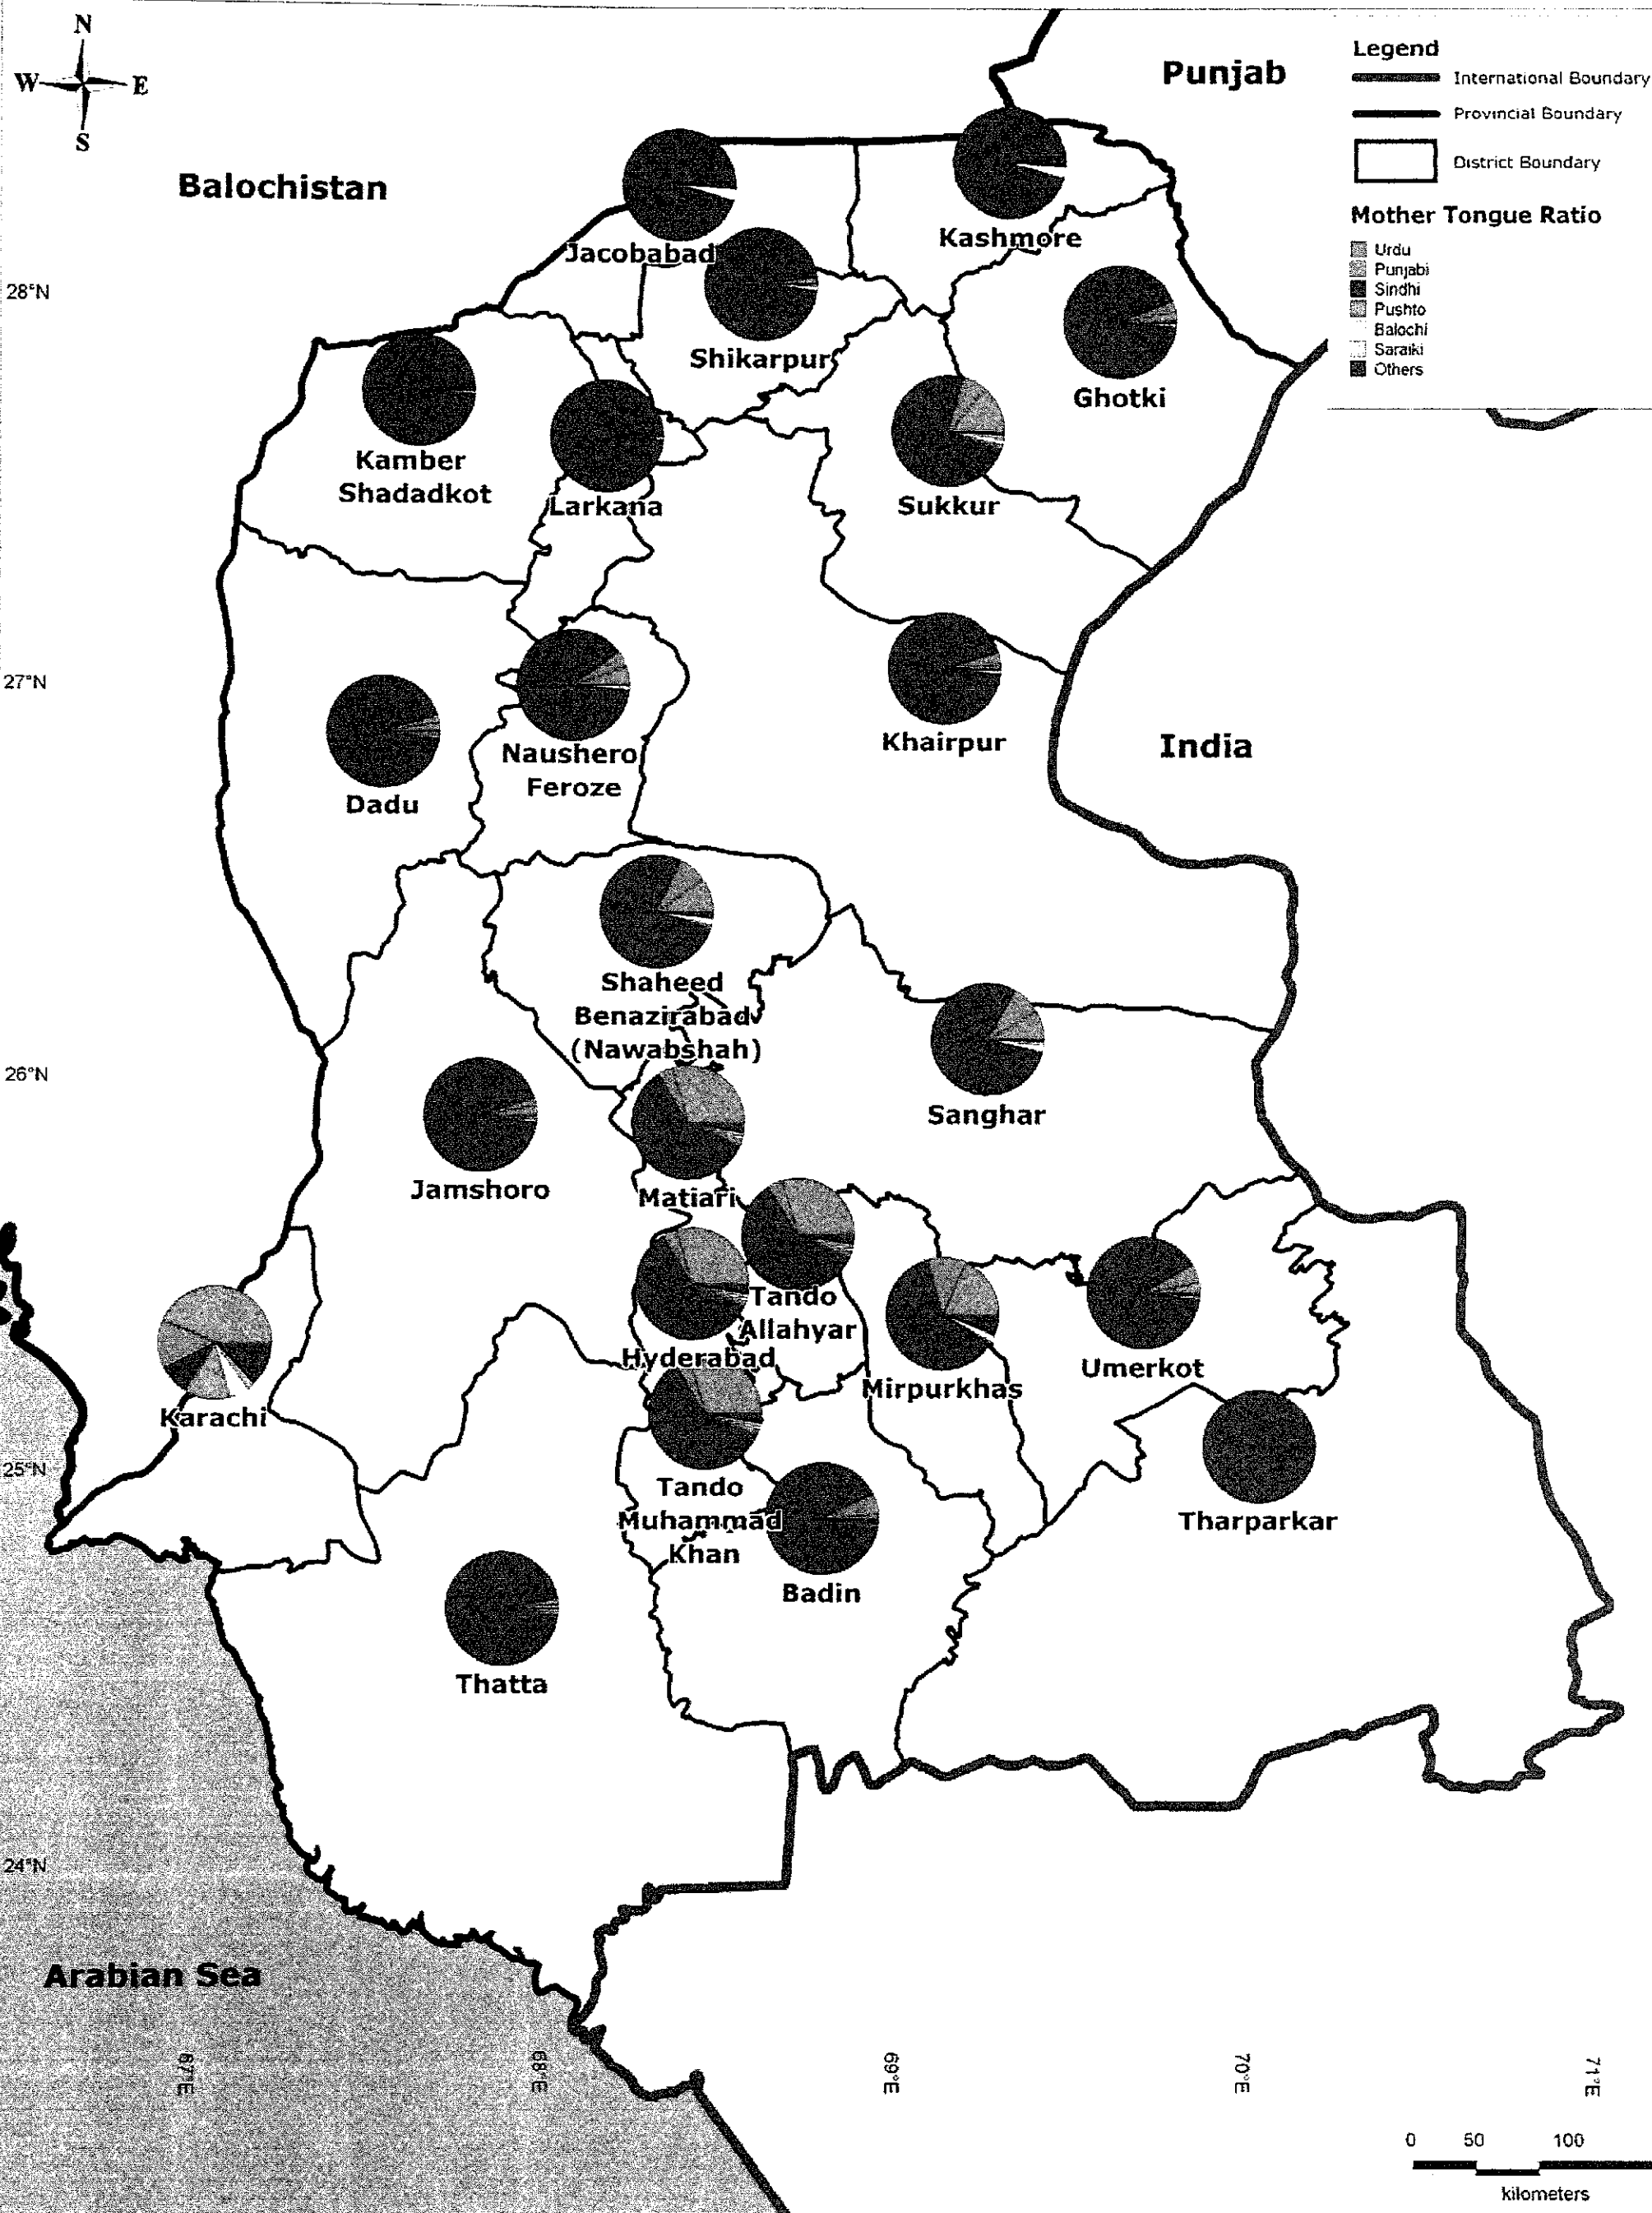 N
W E
S
Punjab
Legend
International Boundary
Provincial Boundary
District Boundary
Mother Tongue Ratio
Urdu
Punjabi
Sindhi
Pushto
Balochi
Saraiki
Others
Balochistan
Jacobabad
Kashmore
28°N
Shikarpur
Ghotki
Kamber
Shadadkot
Larkana
Sukkur
27°N
Naushero
Feroze
Khairpur
India
Dadu
Shaheed
Benazirabad
(Nawabshah)
26°N
Sanghar
Jamshoro
Matiari
Tando
Allahyar
Hyderabad
Mirpurkhas
Umerkot
Karachi
25°N
Tando
Muhammad
Khan
Tharparkar
Badin
Thatta
24°N
Arabian Sea
67°E
68°E
69°E
70°E
71°E
0 50 100
kilometers